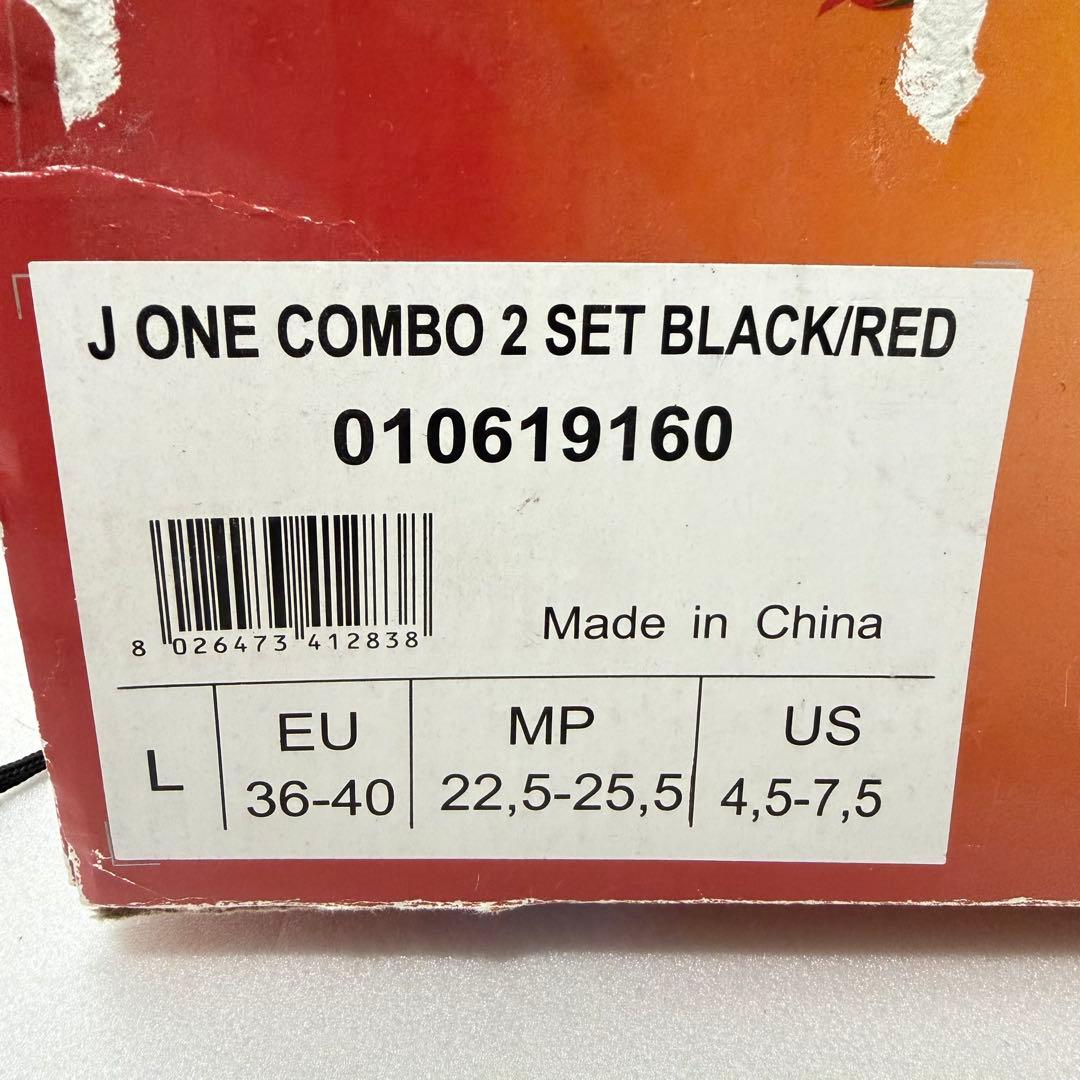 J ONE COMBO 2 SET BLACK/RED
010619160
8 026473 412838
Made in China
L
EU
36-40
MP
22,5-25,5
US
4,5-7,5